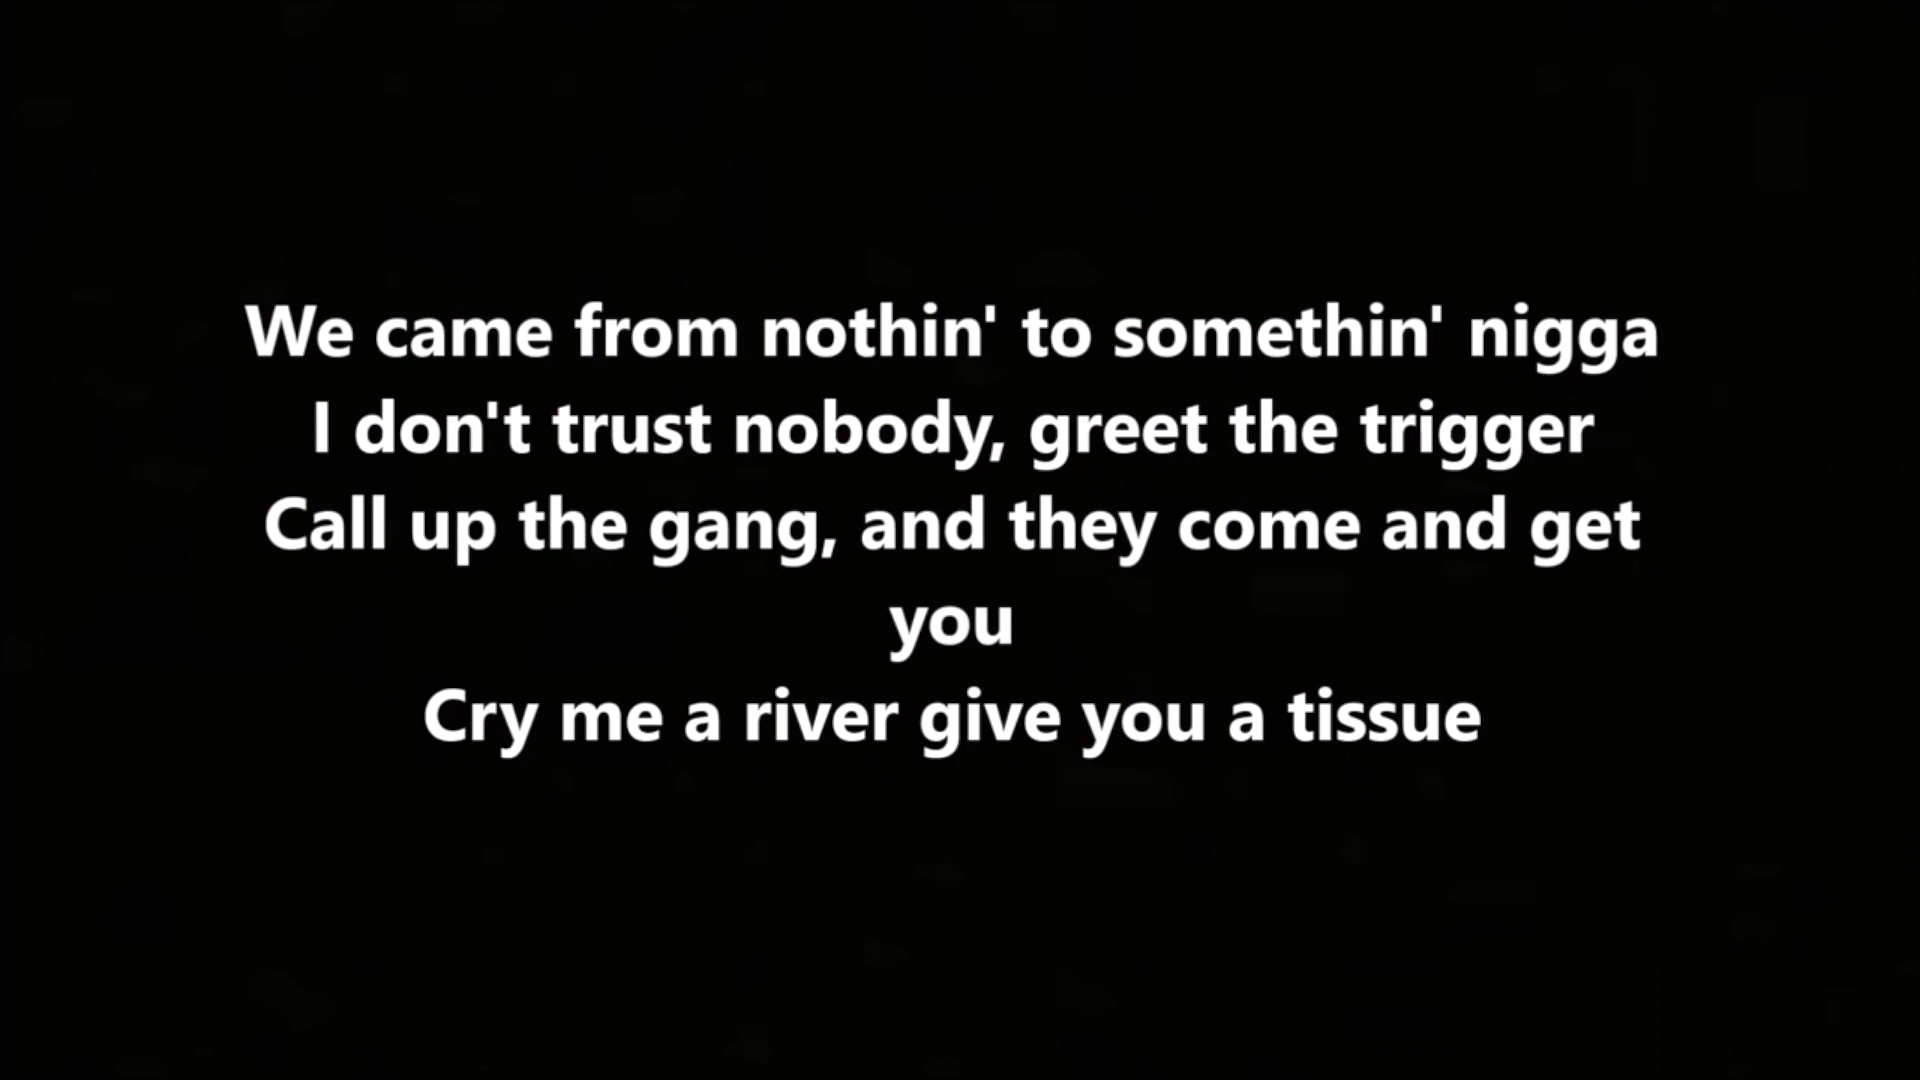 We came from nothin' to somethin' nigga
I don't trust nobody, greet the trigger
Call up the gang, and they come and get
you
Cry me a river give you a tissue